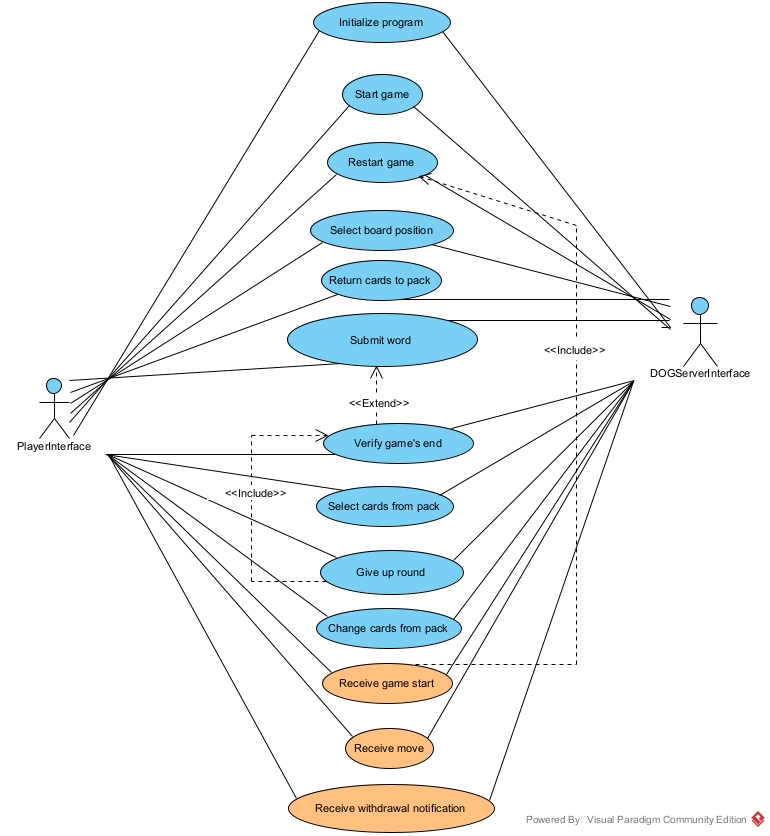 Initialize program
Start game
Restart game
Select board position
Return cards to pack
Submit word
<<Include>>
DOGServerInterface
<<Extend>>
PlayerInterface
Verify game's end
<<Include>>
Select cards from pack
Give up round
Change cards from pack
Receive game start
Receive move
Receive withdrawal notification
Powered By Visual Paradigm Community Edition